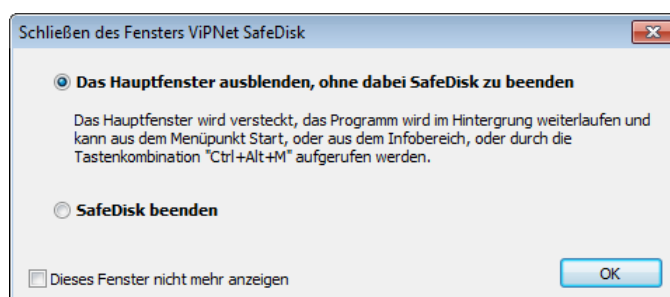 Schließen des Fensters ViPNet SafeDisk
Das Hauptfenster ausblenden, ohne dabei SafeDisk zu beenden
Das Hauptfenster wird versteckt, das Programm wird im Hintergrung weiterlaufen und
kann aus dem Menüpunkt Start, oder aus dem Infobereich, oder durch die
Tastenkombination "Ctrl+Alt+M" aufgerufen werden.
SafeDisk beenden
Dieses Fenster nicht mehr anzeigen
OK